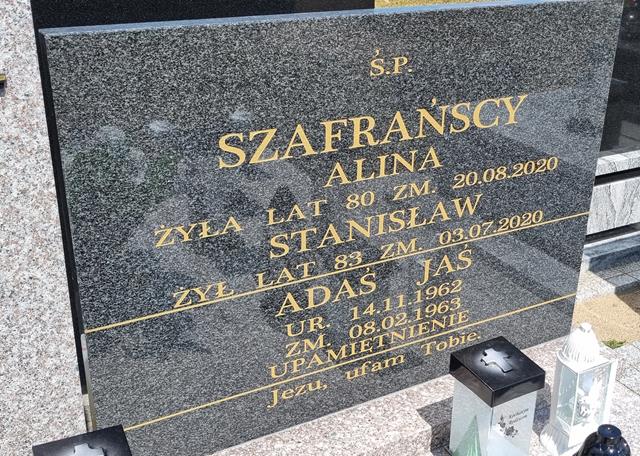 Ś.P.
SZAFRAŃSCY
ALINA
ŻYŁA LAT 80 ZM. 20.08.2020
STANISŁAW
ŻYŁ LAT 83 ZM. 03.07.2020
ADAŚ JAŚ
UR. 14.11.1962
ZM. 08.02.1963
UPAMIĘTNIENIE
Jezu, ufam Tobie.